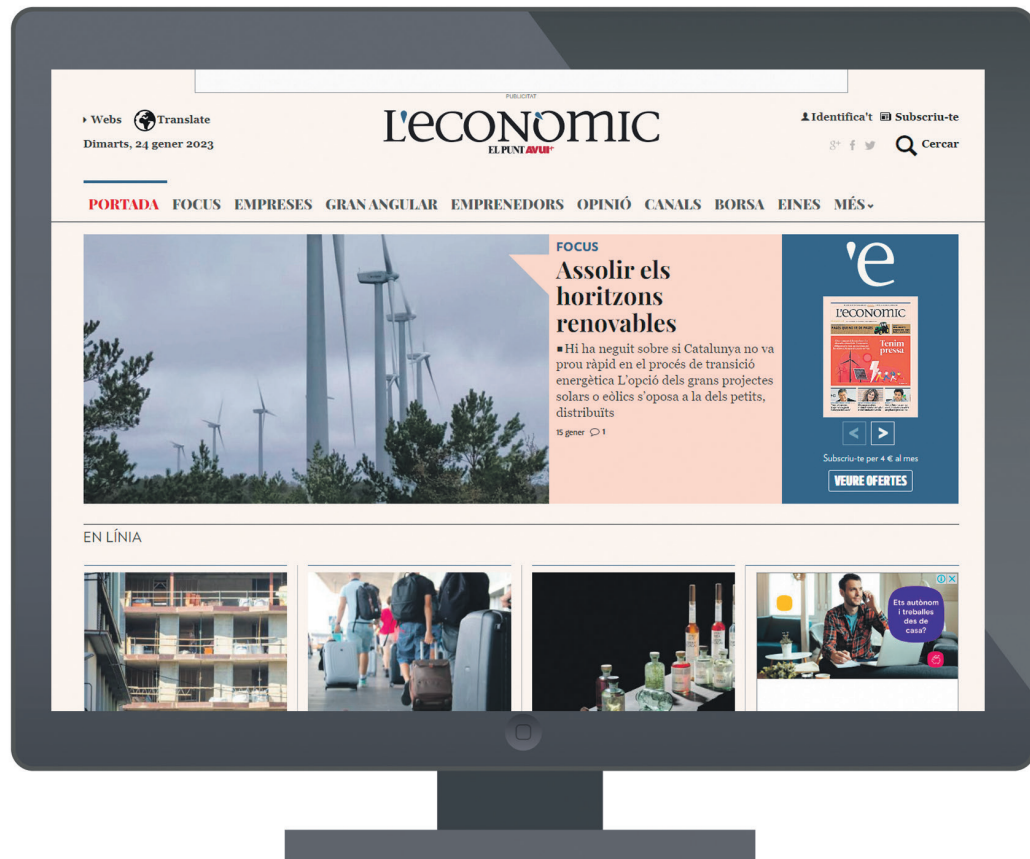 PUBLICITAT
Webs Translate
Dimarts, 24 gener 2023
L'ECONÒMIC
EL PUNT AVUI+
Identifica't Subscriu-te
Cercar
PORTADA FOCUS EMPRESES GRAN ANGULAR EMPRENEDORS OPINIÓ CANALS BORSA EINES MÉS
FOCUS
Assolir els
horitzons
renovables
Hi ha neguit sobre si Catalunya no va
prou ràpid en el procés de transició
energètica L'opció dels grans projectes
solars o eòlics s'oposa a la dels petits,
distribuïts
15 gener 1
'e
L'ECONÒMIC
Tenim
pressa
< >
Subscriu-te per 4 € al mes
VEURE OFERTES
EN LÍNIA
Ets autònom
i treballes
des de
casa?